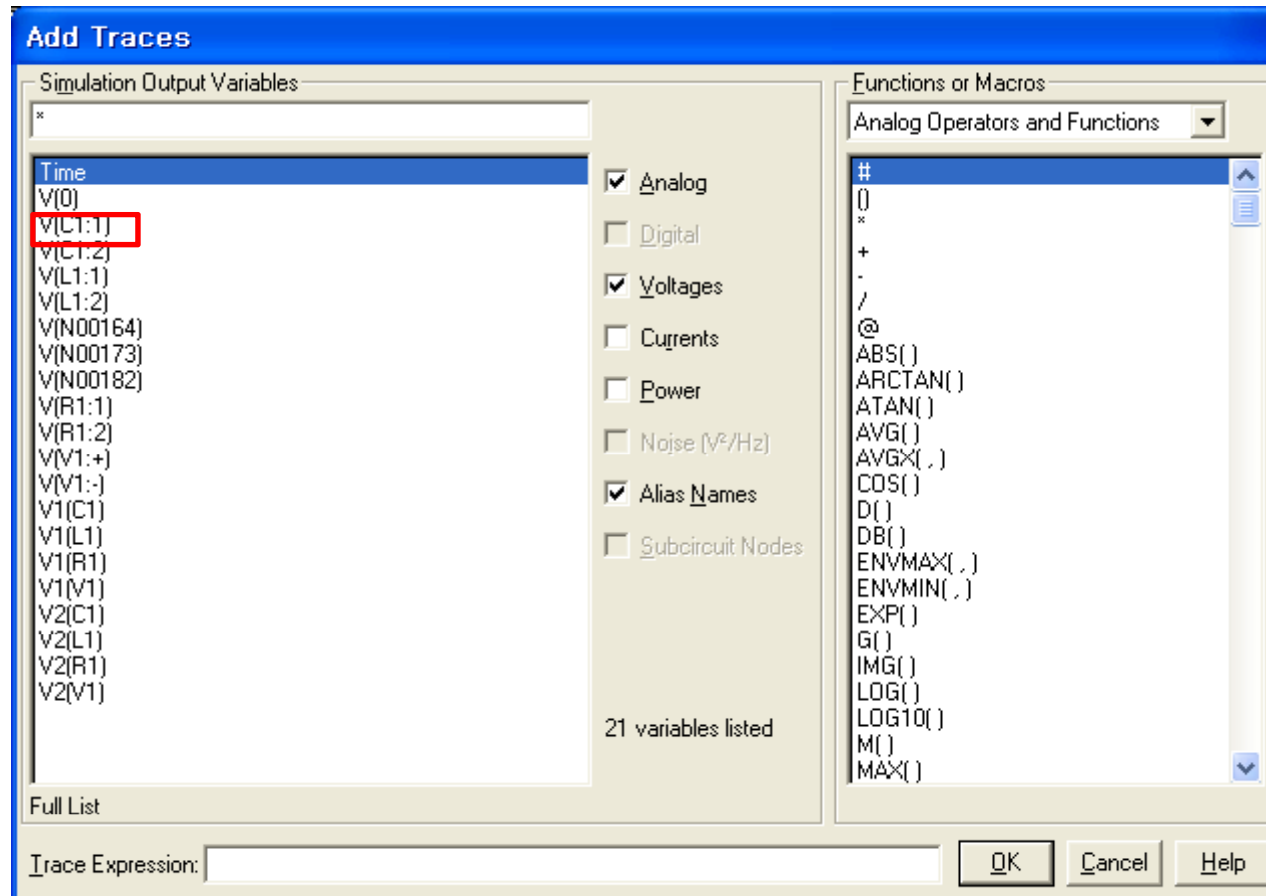 Add Traces
Simulation Output Variables
*
Time
V(0)
V(C1:1)
V(C1:2)
V(L1:1)
V(L1:2)
V(N00164)
V(N00173)
V(N00182)
V(R1:1)
V(R1:2)
V(V1:+)
V(V1:-)
V1(C1)
V1(L1)
V1(R1)
V1(V1)
V2(C1)
V2(L1)
V2(R1)
V2(V1)
Full List
Analog
Digital
Voltages
Currents
Power
Noise (V²/Hz)
Alias Names
Subcircuit Nodes
21 variables listed
Functions or Macros
Analog Operators and Functions
#
()
*
+
-
/
@
ABS( )
ARCTAN( )
ATAN( )
AVG( )
AVGX( , )
COS( )
D( )
DB( )
ENVMAX( , )
ENVMIN( , )
EXP( )
G( )
IMG( )
LOG( )
LOG10( )
M( )
MAX( )
Trace Expression:
OK
Cancel
Help